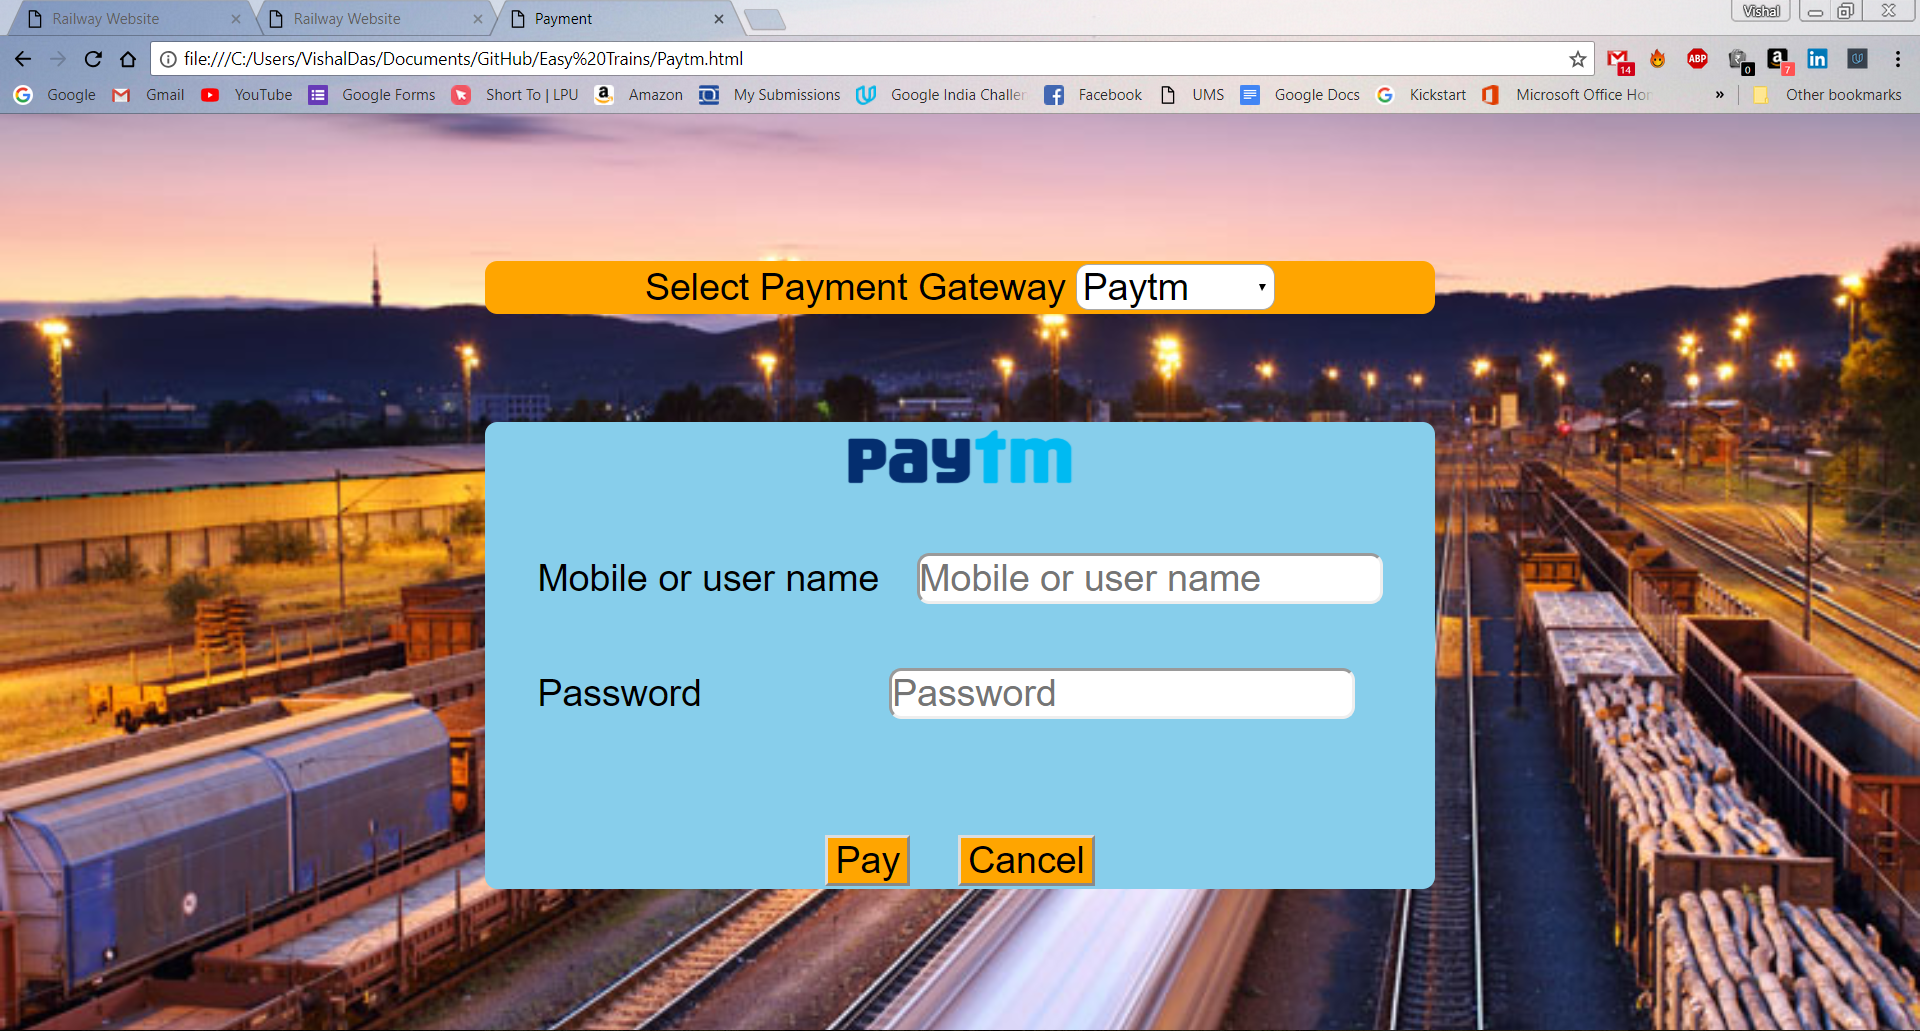 Railway Website
Railway Website
Payment
Vishal
file:///C:/Users/VishalDas/Documents/GitHub/Easy%20Trains/Paytm.html
14
ABP
0
7
Google
Gmail
YouTube
Google Forms
Short To | LPU
Amazon
My Submissions
Google India Challer
Facebook
UMS
Google Docs
Kickstart
Microsoft Office Hor
»
Other bookmarks
Select Payment Gateway Paytm
paytm
Mobile or user name Mobile or user name
Password Password
Pay Cancel